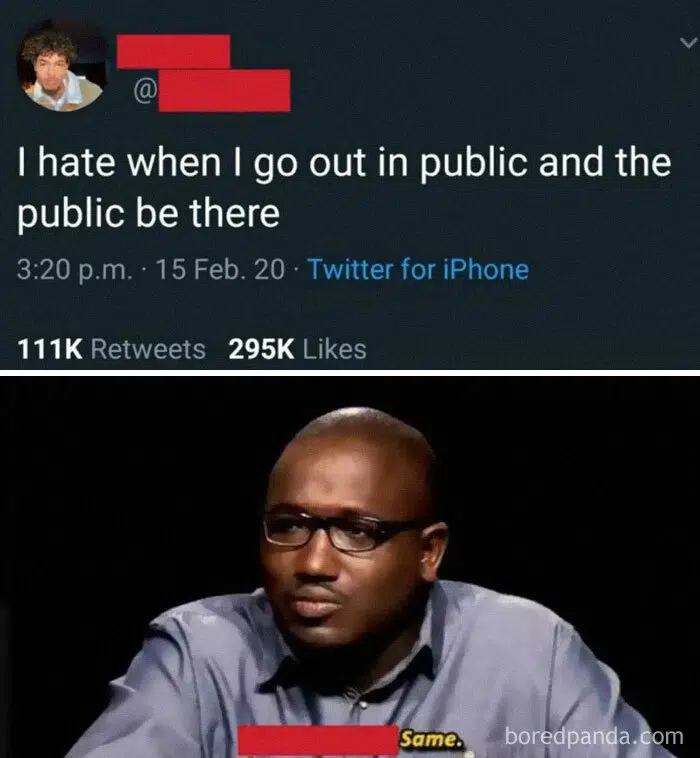 @
I hate when I go out in public and the
public be there
3:20 p.m. · 15 Feb. 20 · Twitter for iPhone
111K Retweets 295K Likes
Same.
boredpanda.com